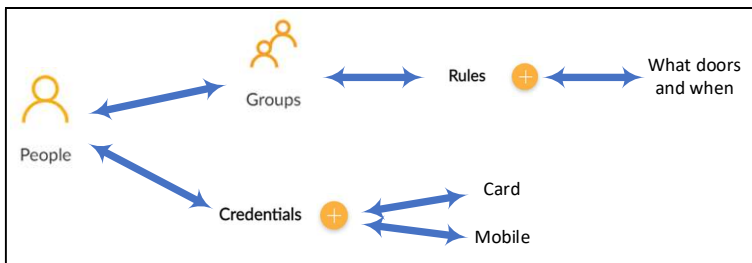 People
Groups
Rules
What doors
and when
Credentials
Card
Mobile